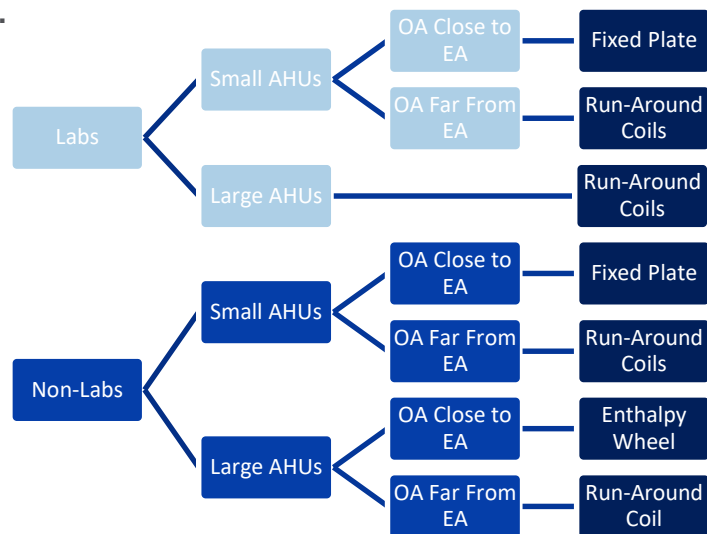 Labs
Small AHUs
OA Close to
EA
Fixed Plate
OA Far From
EA
Run-Around
Coils
Large AHUs
Run-Around
Coils
Non-Labs
Small AHUs
OA Close to
EA
Fixed Plate
OA Far From
EA
Run-Around
Coils
Large AHUs
OA Close to
EA
Enthalpy
Wheel
OA Far From
EA
Run-Around
Coil